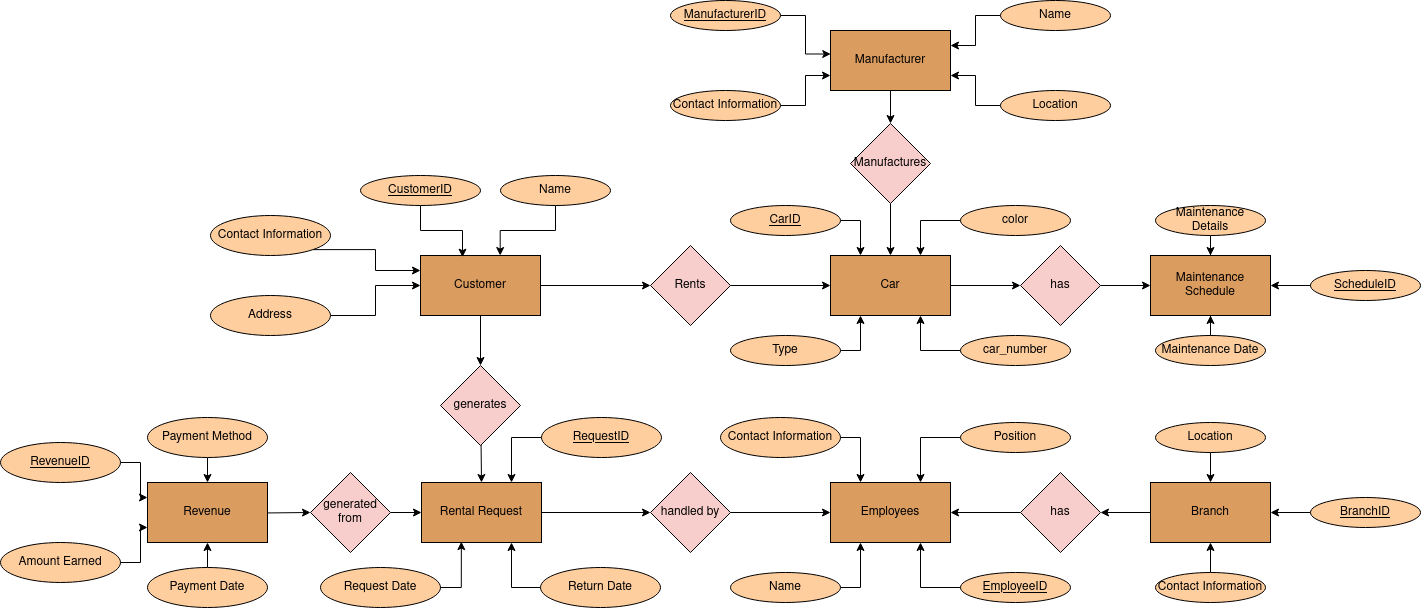 ManufacturerID
Name
Manufacturer
Contact Information
Location
Manufactures
CustomerID
Name
Contact Information
CarID
color
Maintenance
Details
Customer
Rents
Car
has
Maintenance
Schedule
ScheduleID
Address
Type
car_number
Maintenance Date
generates
Payment Method
RequestID
Contact Information
Position
Location
RevenueID
Revenue
generated
from
Rental Request
handled by
Employees
has
Branch
BranchID
Amount Earned
Payment Date
Request Date
Return Date
Name
EmployeeID
Contact Information